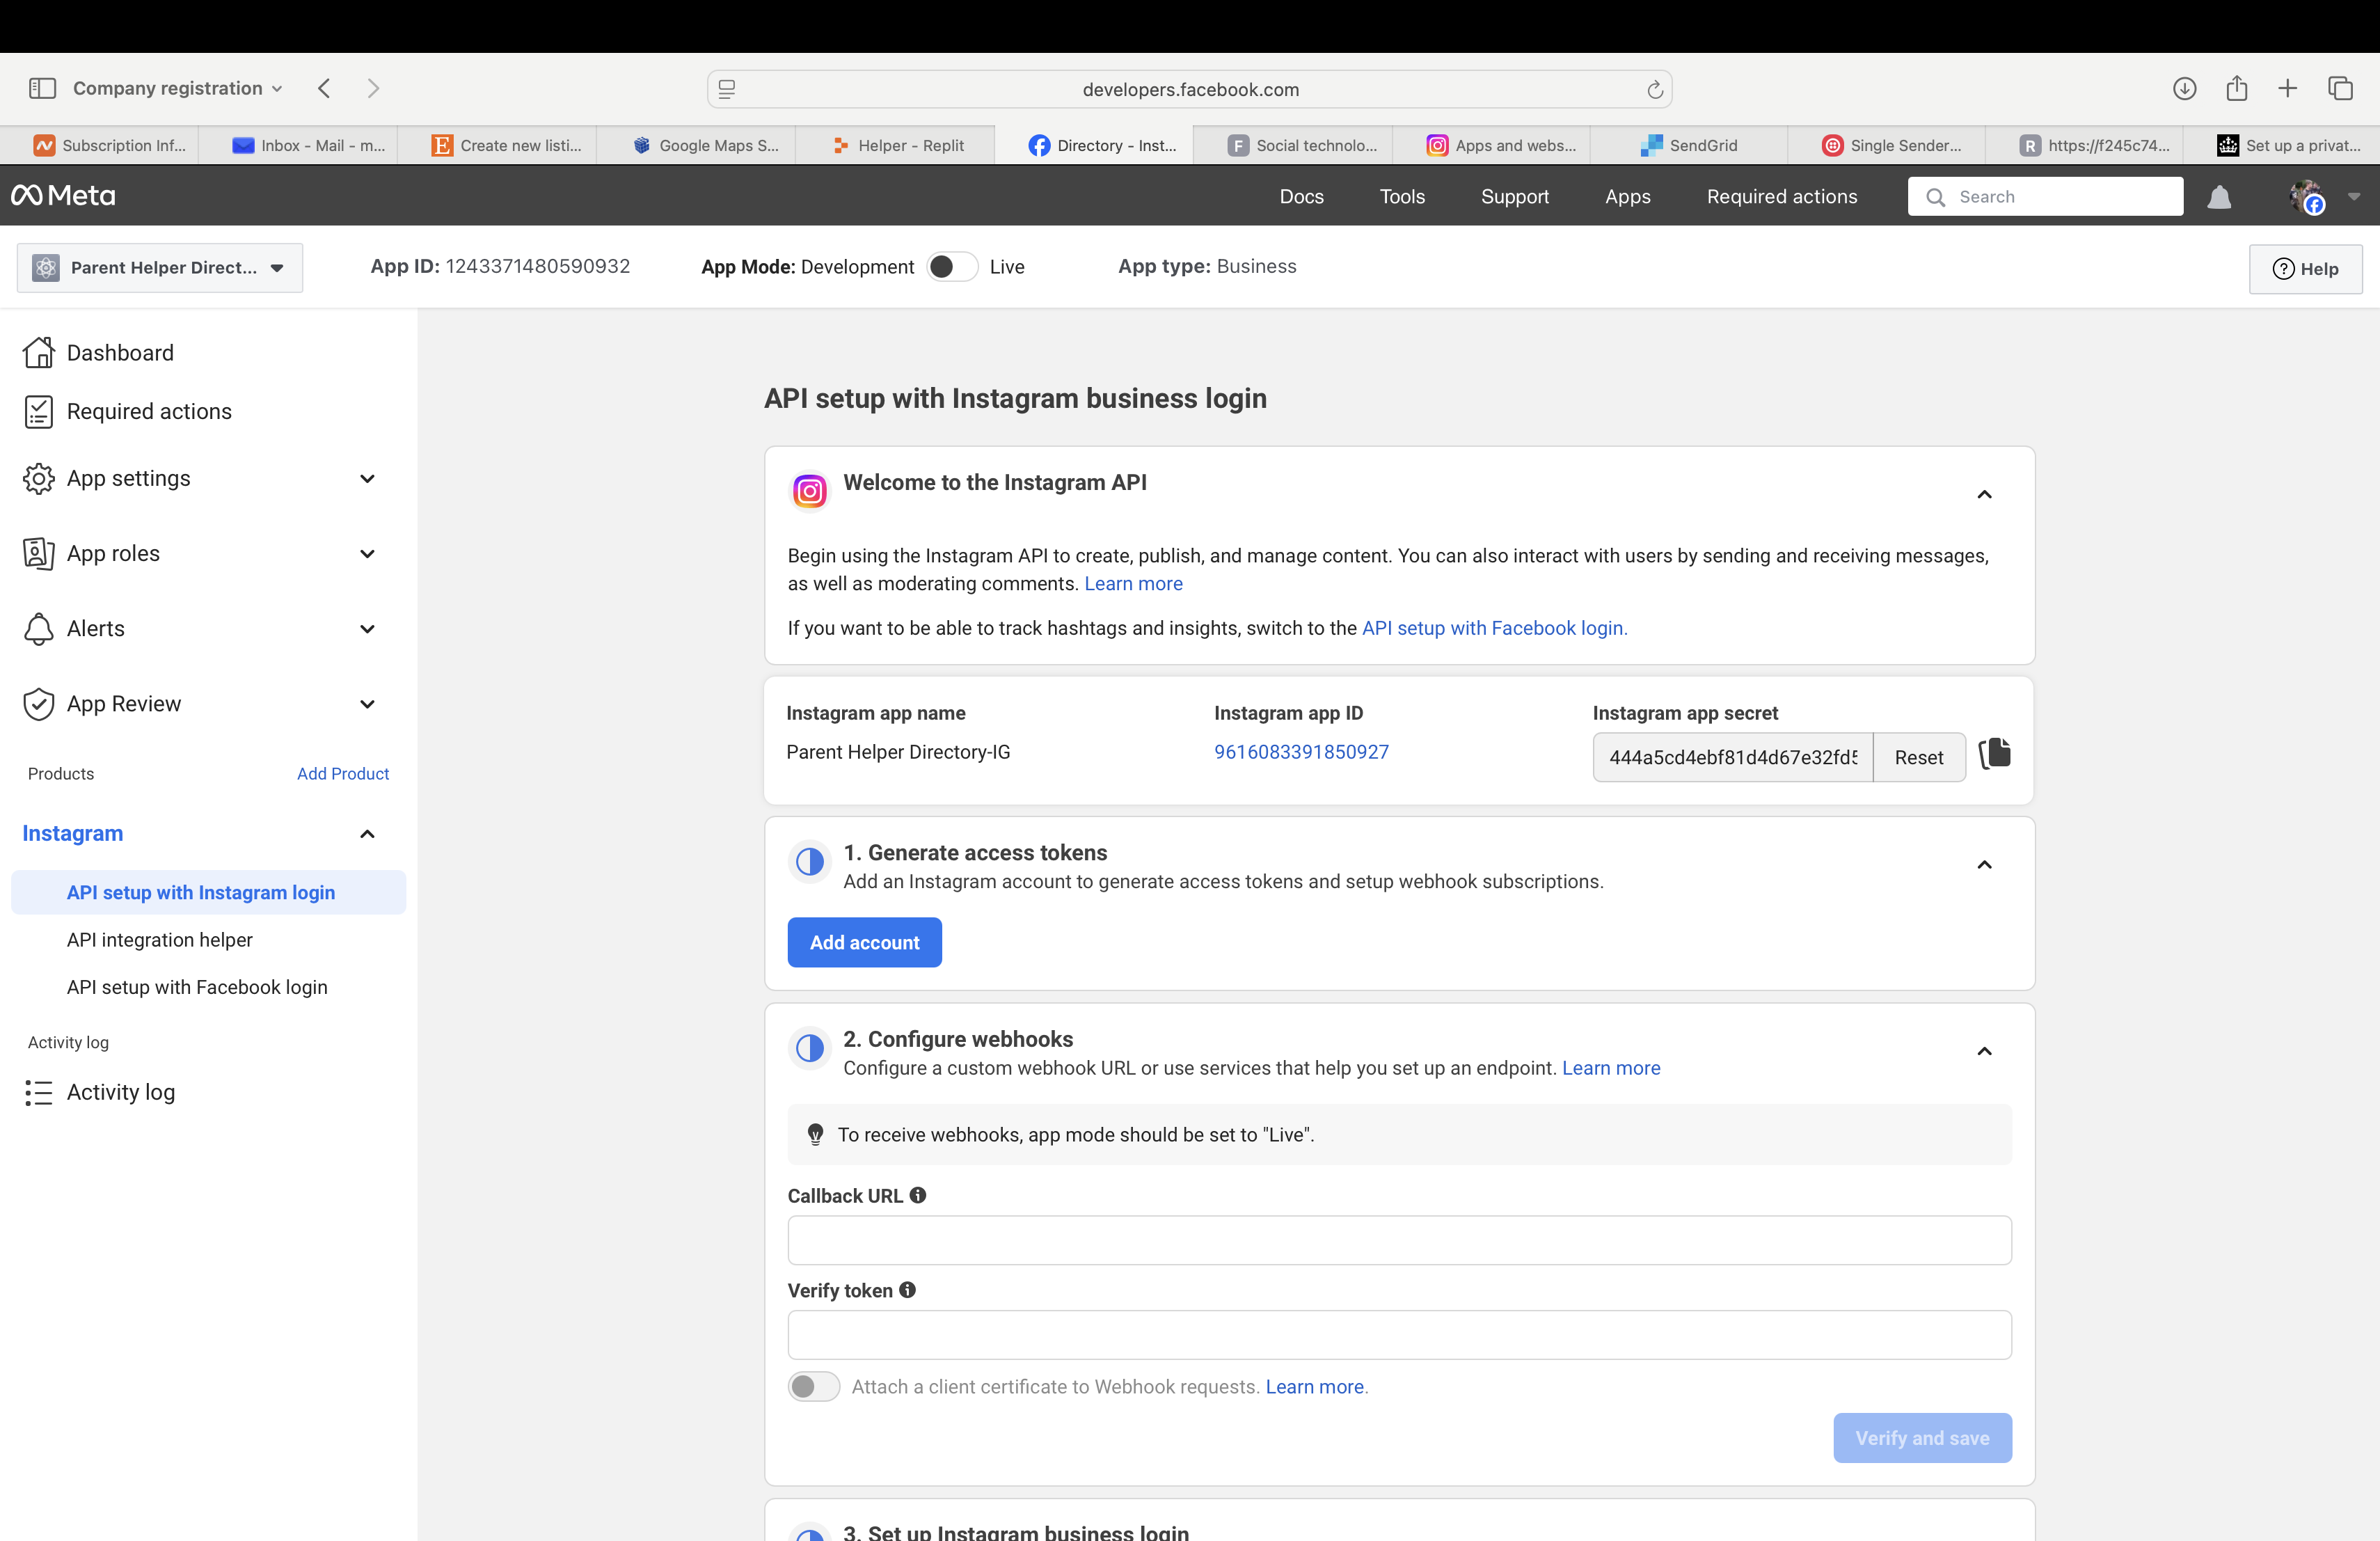 Company registration
developers.facebook.com
Subscription Inf...
Inbox - Mail - m...
Create new listi...
Google Maps S...
Helper - Replit
Directory - Inst...
Social technolo...
Apps and webs...
SendGrid
Single Sender...
https://f245c74...
Set up a privat...
Meta
Docs
Tools
Support
Apps
Required actions
Search
Parent Helper Direct...
App ID: 1243371480590932
App Mode: Development
Live
App type: Business
Help
Dashboard
Required actions
App settings
App roles
Alerts
App Review
Products
Add Product
Instagram
API setup with Instagram login
API integration helper
API setup with Facebook login
Activity log
Activity log
API setup with Instagram business login
Welcome to the Instagram API
Begin using the Instagram API to create, publish, and manage content. You can also interact with users by sending and receiving messages,
as well as moderating comments. Learn more
If you want to be able to track hashtags and insights, switch to the API setup with Facebook login.
Instagram app name
Instagram app ID
Instagram app secret
Parent Helper Directory-IG
9616083391850927
444a5cd4ebf81d4d67e32fd5
Reset
1. Generate access tokens
Add an Instagram account to generate access tokens and setup webhook subscriptions.
Add account
2. Configure webhooks
Configure a custom webhook URL or use services that help you set up an endpoint. Learn more
To receive webhooks, app mode should be set to "Live".
Callback URL
Verify token
Attach a client certificate to Webhook requests. Learn more.
Verify and save
3. Set up Instagram business login